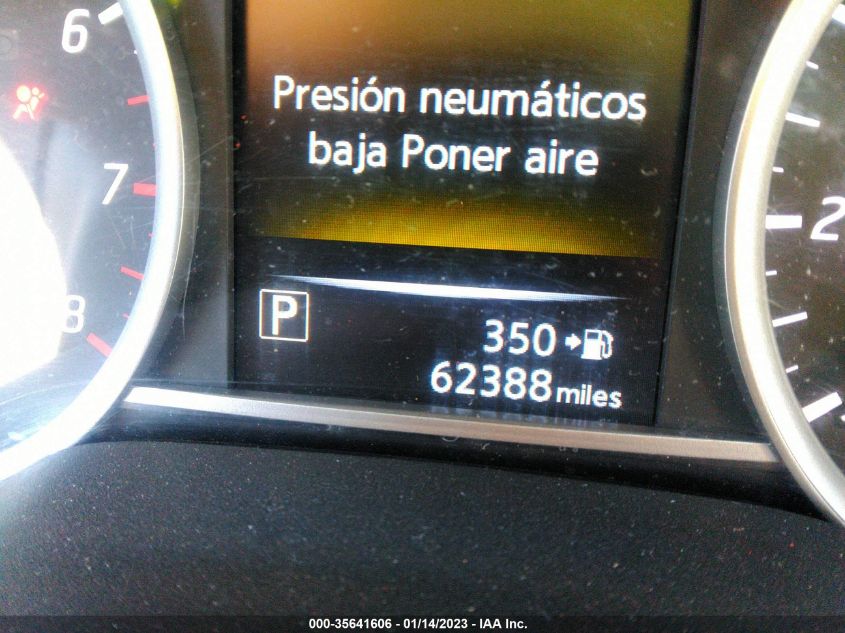 6
7
8
Presión neumáticos
baja Poner aire
P
350
62388 miles
2
000-35641606 - 01/14/2023 - IAA Inc.